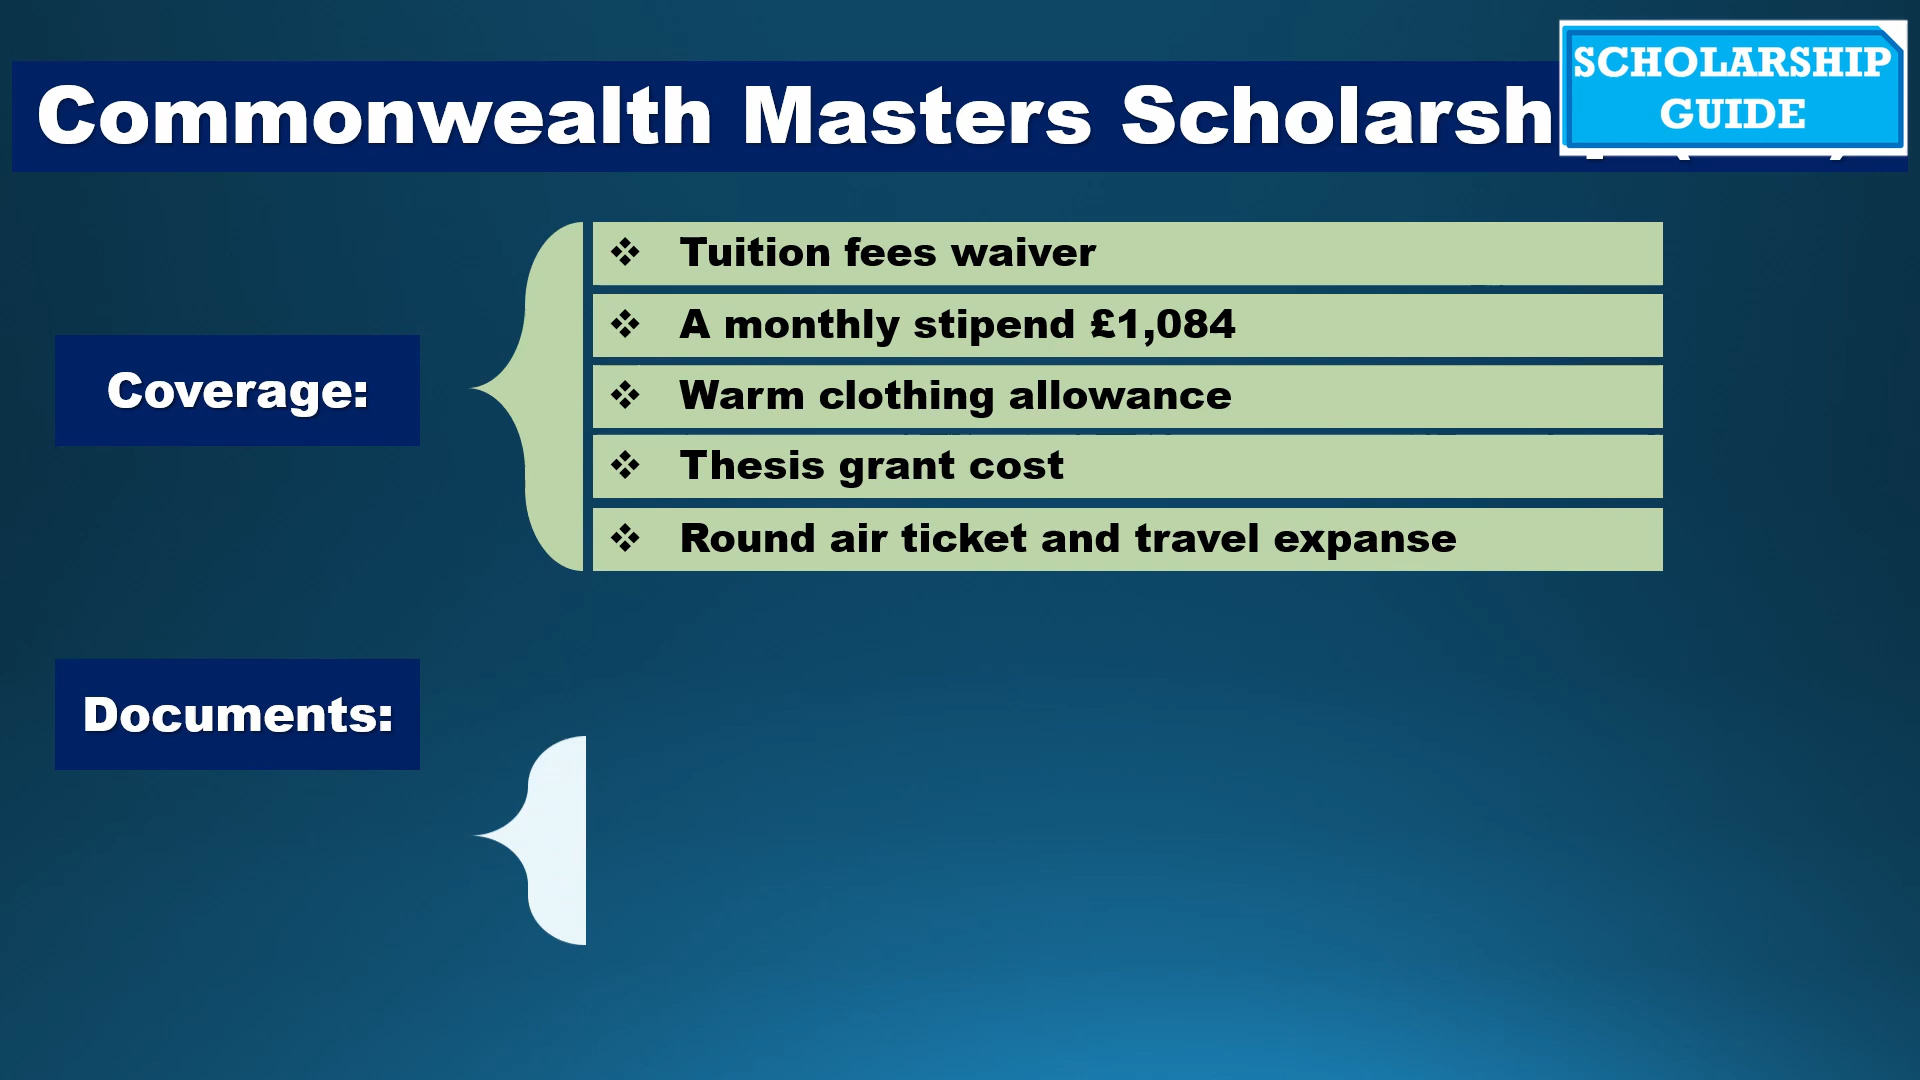 Commonwealth Masters
SCHOLARSHIP
GUIDE
Coverage:
❖ Tuition fees waiver
❖ A monthly stipend £1,084
❖ Warm clothing allowance
❖ Thesis grant cost
❖ Round air ticket and travel expanse
Documents: